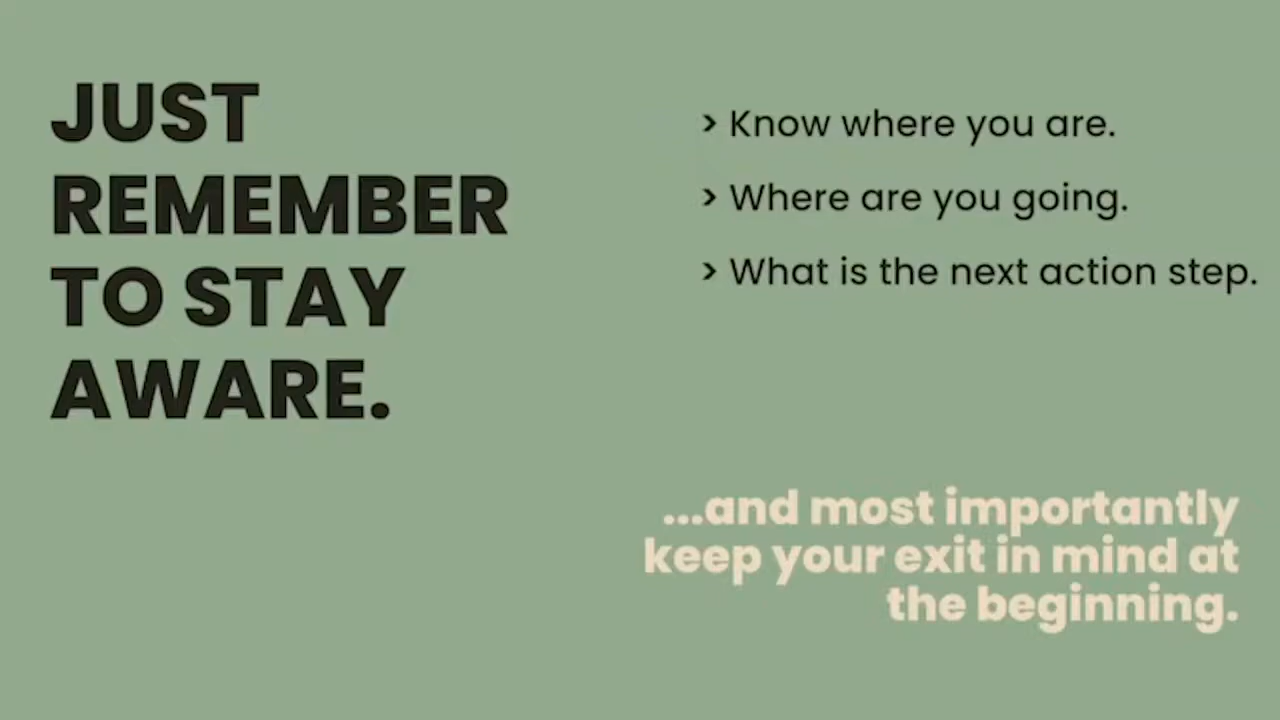 JUST
REMEMBER
TO STAY
AWARE.
> Know where you are.
> Where are you going.
> What is the next action step.
...and most importantly
keep your exit in mind at
the beginning.